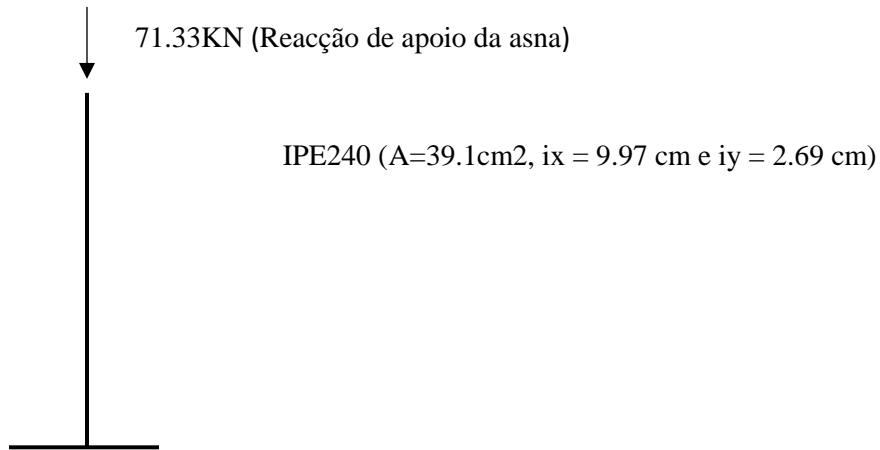 71.33KN (Reacção de apoio da asna)
IPE240 (A=39.1cm2, ix = 9.97 cm e iy = 2.69 cm)